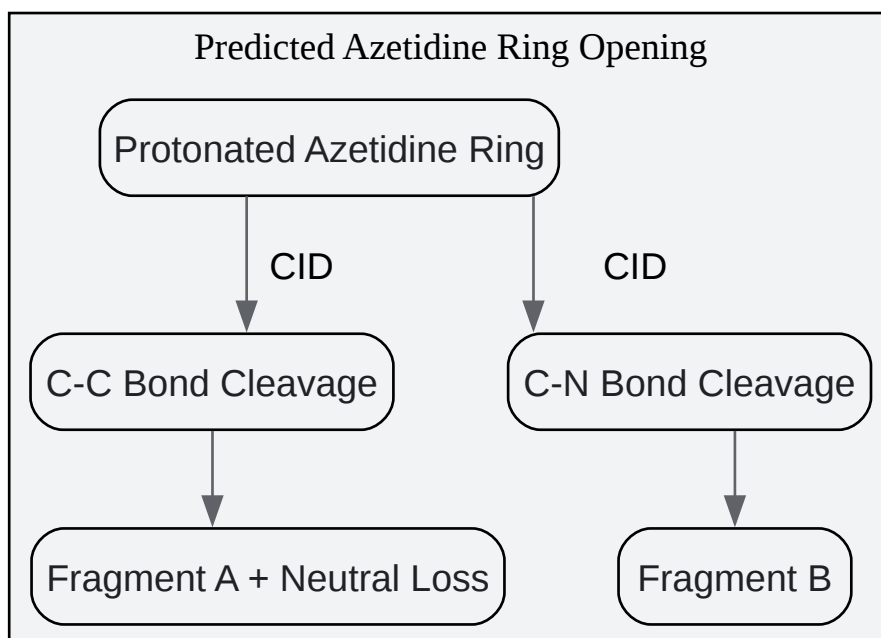 Predicted Azetidine Ring Opening
Protonated Azetidine Ring
CID
CID
C-C Bond Cleavage
C-N Bond Cleavage
Fragment A + Neutral Loss
Fragment B